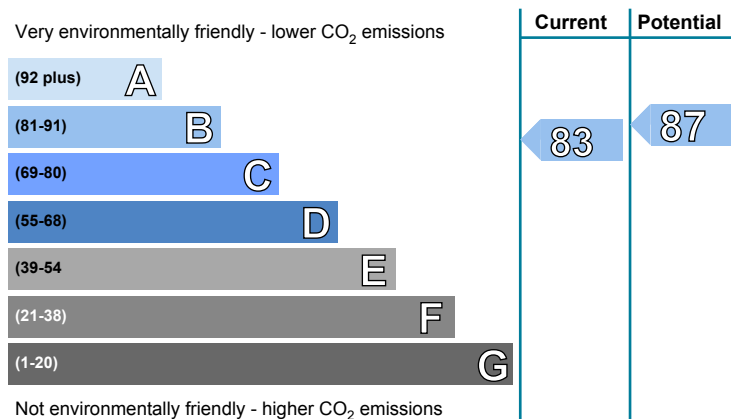 Very environmentally friendly - lower CO₂ emissions
Current
Potential
(92 plus) A
(81-91) B
(69-80) C
(55-68) D
(39-54 E
(21-38) F
(1-20) G
83
87
Not environmentally friendly - higher CO₂ emissions